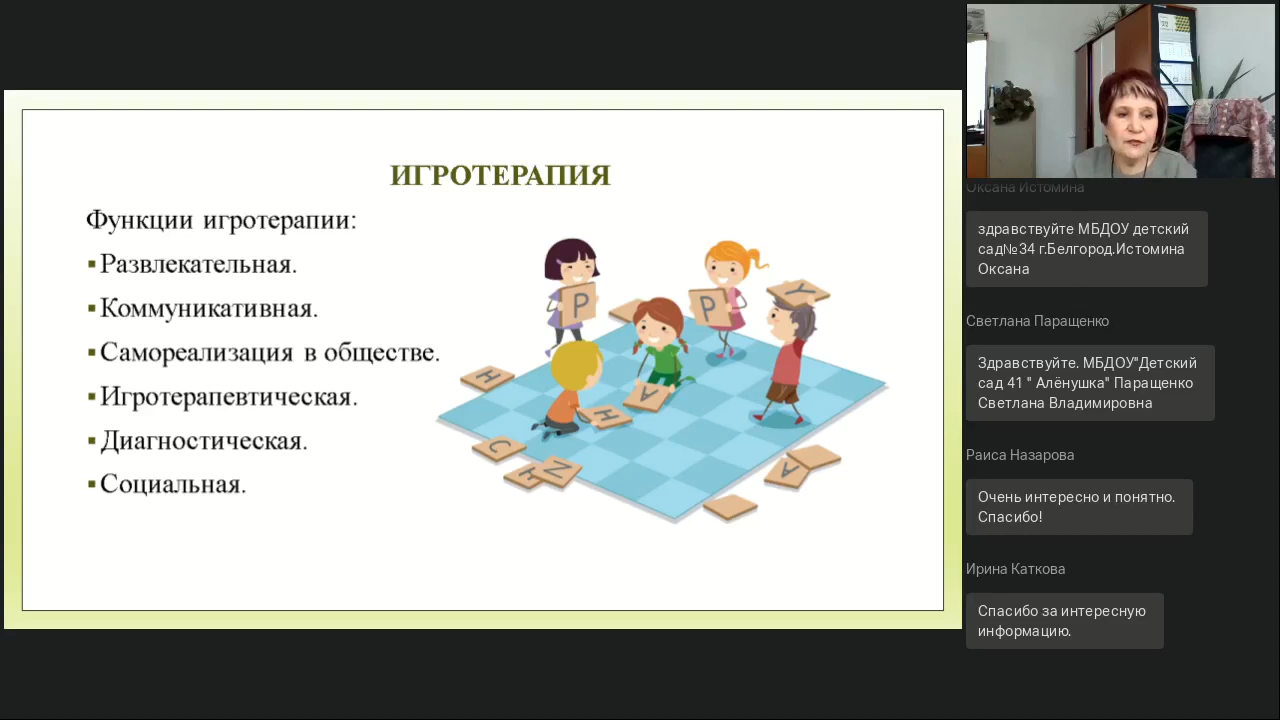 ИГРОТЕРАПИЯ
Функции игротерапии:
▪Развлекательная.
▪Коммуникативная.
▪Самореализация в обществе.
▪Игротерапевтическая.
▪Диагностическая.
▪Социальная.
Р
Р
У
Н
А
Н
С
Н
И
А
Оксана Истомина
здравствуйте МБДОУ детский
сад№34 г.Белгород.Истомина
Оксана
Светлана Паращенко
Здравствуйте. МБДОУ"Детский
сад 41 " Алёнушка" Паращенко
Светлана Владимировна
Раиса Назарова
Очень интересно и понятно.
Спасибо!
Ирина Каткова
Спасибо за интересную
информацию.